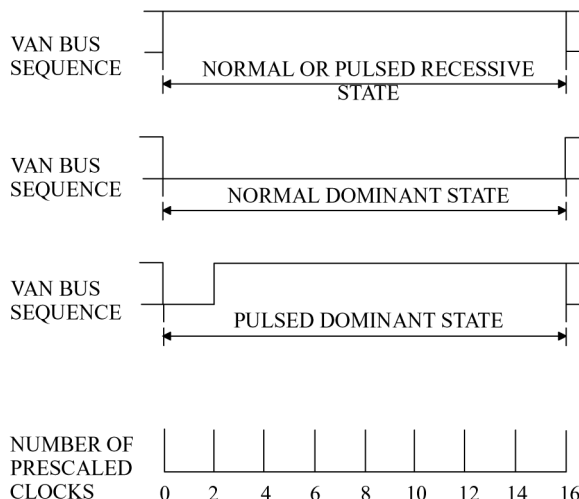 VAN BUS
SEQUENCE
NORMAL OR PULSED RECESSIVE
STATE
VAN BUS
SEQUENCE
NORMAL DOMINANT STATE
VAN BUS
SEQUENCE
PULSED DOMINANT STATE
NUMBER OF
PRESCALED
CLOCKS
0 2 4 6 8 10 12 14 16